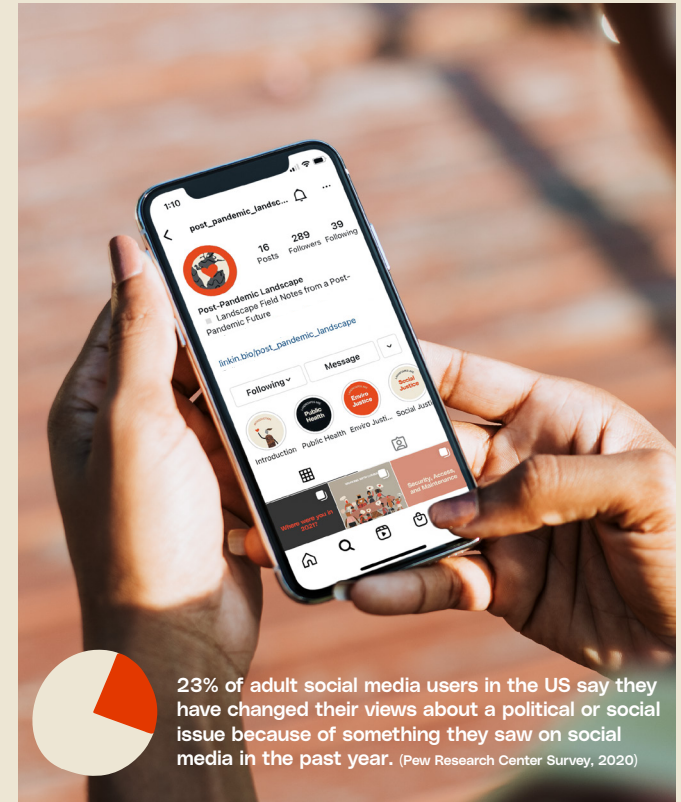 1:10
post_pandemic_landsc...
16
289
39
Posts
Followers
Following
Post-Pandemic Landscape
Landscape Field Notes from a Post-
Pandemic Future
linkin.bio/post_pandemic_landscape
Following
Message
Public
Health
Enviro
Justice
Social
Justice
Introduction
Public Health
Enviro Justi...
Social Justi
Where were you in
2021?
Security, Access,
and Maintenance
23% of adult social media users in the US say they
have changed their views about a political or social
issue because of something they saw on social
media in the past year. (Pew Research Center Survey, 2020)